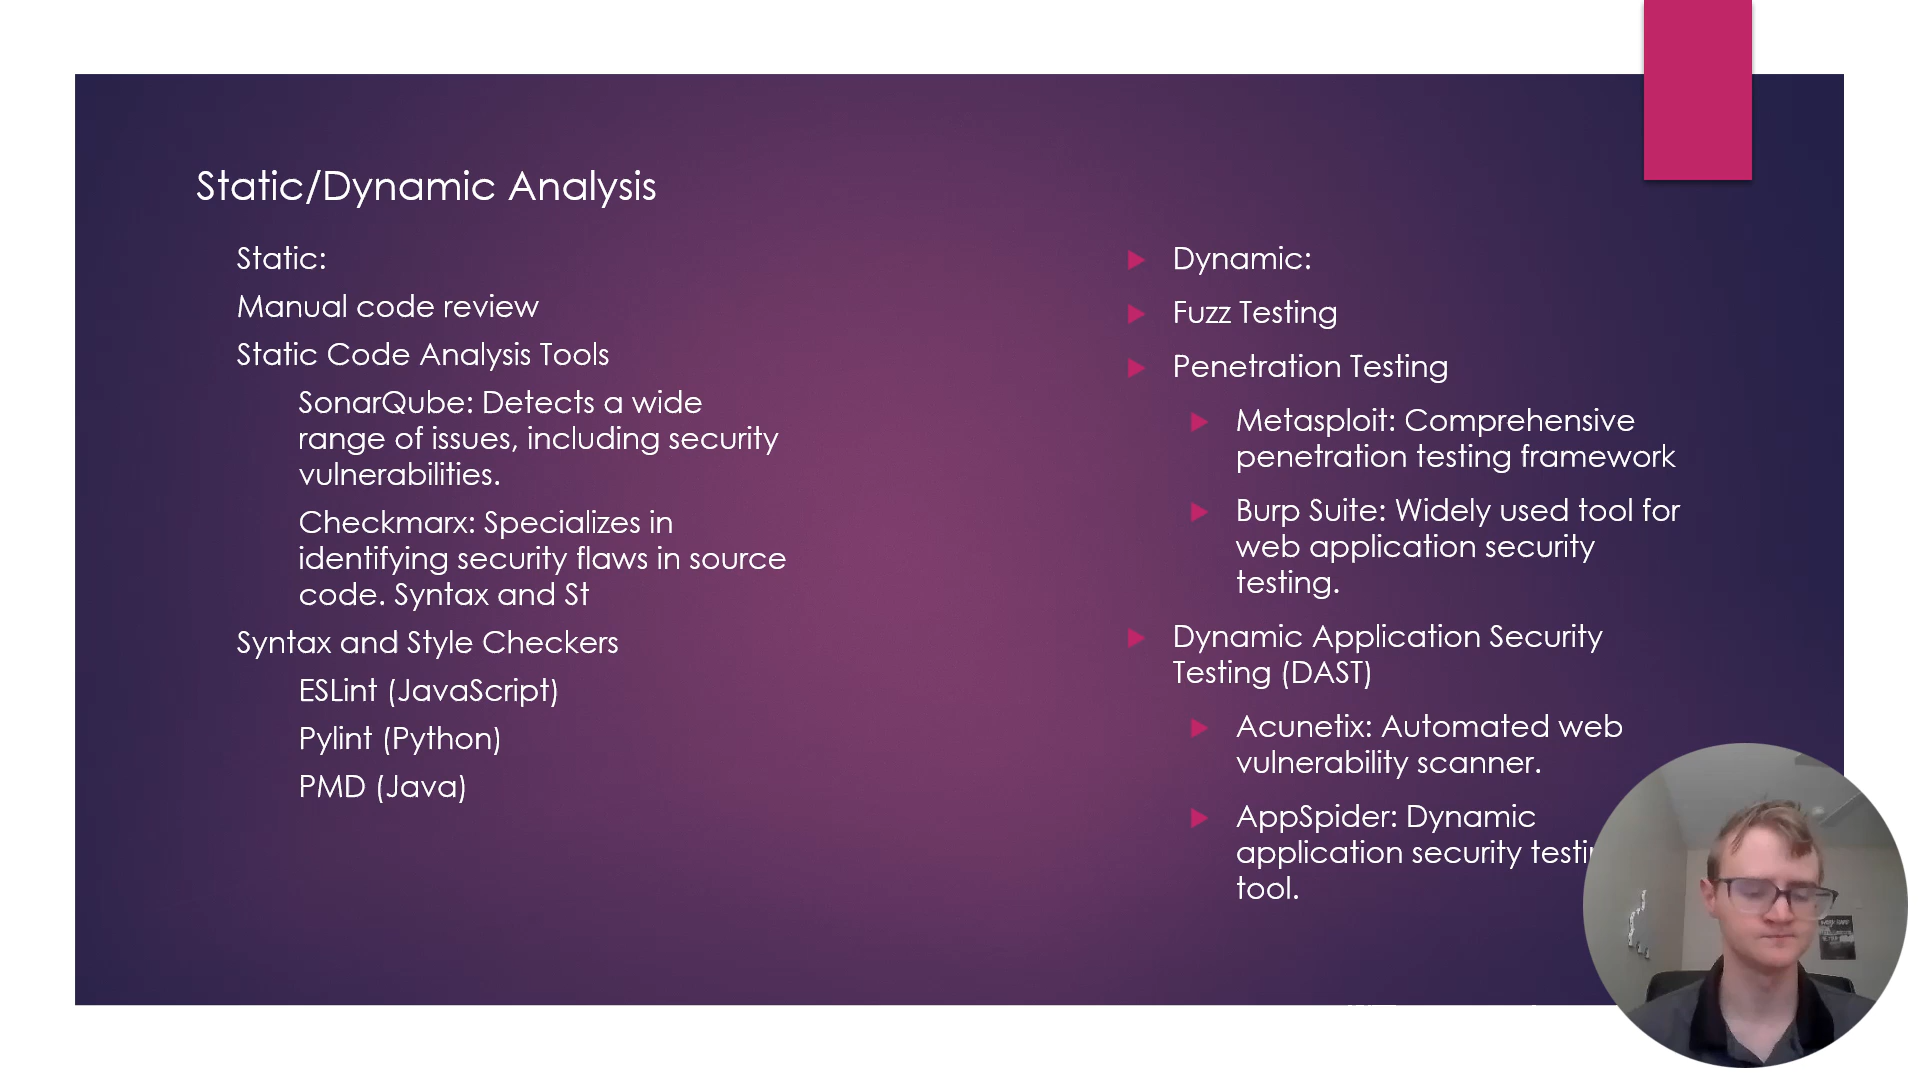 Static/Dynamic Analysis
Static:
Manual code review
Static Code Analysis Tools
SonarQube: Detects a wide
range of issues, including security
vulnerabilities.
Checkmarx: Specializes in
identifying security flaws in source
code. Syntax and St
Syntax and Style Checkers
ESLint (JavaScript)
Pylint (Python)
PMD (Java)
Dynamic:
Fuzz Testing
Penetration Testing
Metasploit: Comprehensive
penetration testing framework
Burp Suite: Widely used tool for
web application security
testing.
Dynamic Application Security
Testing (DAST)
Acunetix: Automated web
vulnerability scanner.
AppSpider: Dynamic
application security
tool.